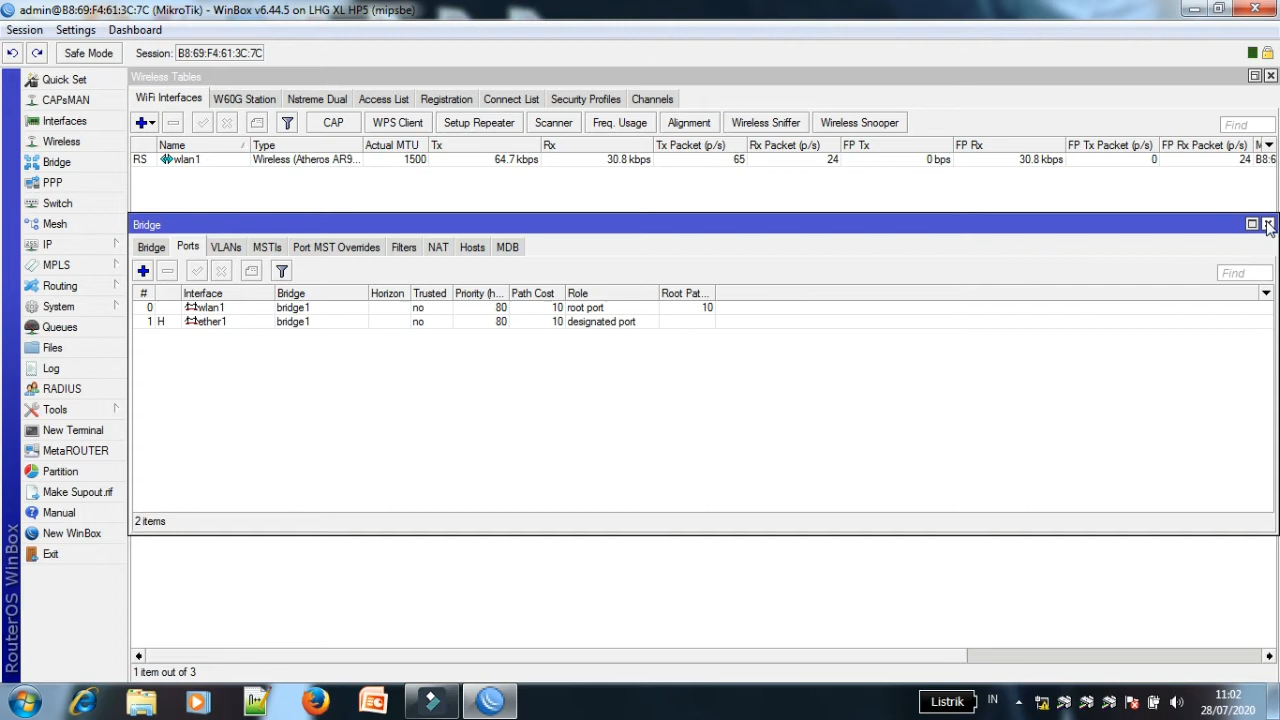 admin@B8:69:F4:61:3C:7C (MikroTik) - WinBox v6.44.5 on LHG XL HP5 (mipsbe)
Session Settings Dashboard
Safe Mode Session: B8:69:F4:61:3C:7C
Quick Set
CAPsMAN
Interfaces
Wireless
Bridge
PPP
Switch
Mesh
IP
MPLS
Routing
System
Queues
Files
Log
RADIUS
Tools
New Terminal
MetaROUTER
Partition
Make Supout.rif
Manual
New WinBox
Exit
RouterOS WinBox
Wireless Tables
WiFi Interfaces W60G Station Nstreme Dual Access List Registration Connect List Security Profiles Channels
CAP WPS Client Setup Repeater Scanner Freq. Usage Alignment Wireless Sniffer Wireless Snooper Find
Name Type Actual MTU Tx Rx Tx Packet (p/s) Rx Packet (p/s) FP Tx FP Rx FP Tx Packet (p/s) FP Rx Packet (p/s) M
RS wlan1 Wireless (Atheros AR9... 1500 64.7 kbps 30.8 kbps 65 24 0 bps 30.8 kbps 0 24 B8:6
Bridge
Bridge Ports VLANs MSTIs Port MST Overrides Filters NAT Hosts MDB
Find
# Interface Bridge Horizon Trusted Priority (h... Path Cost Role Root Pat...
0 wlan1 bridge1 no 80 10 root port 10
1 H ether1 bridge1 no 80 10 designated port
2 items
1 item out of 3
Listrik IN 11:02
28/07/2020